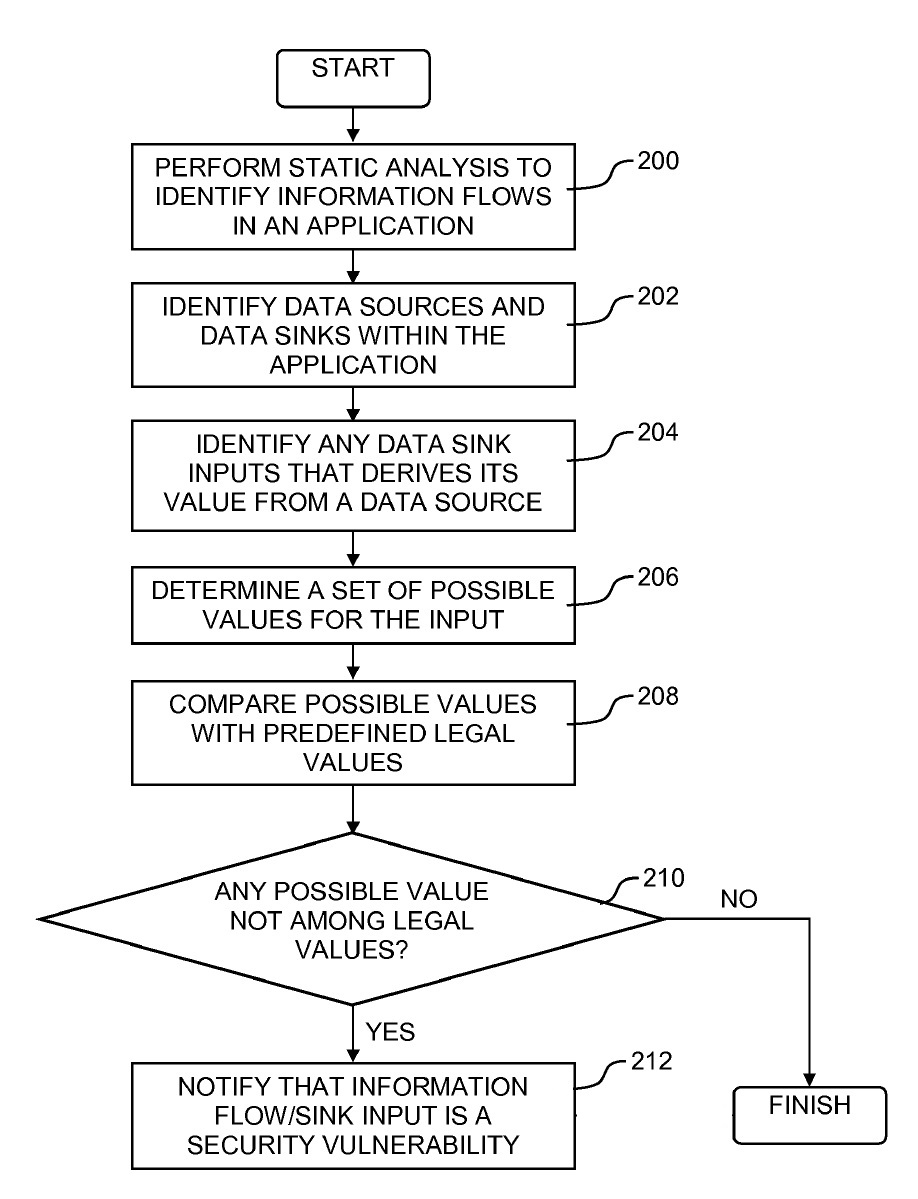 START
PERFORM STATIC ANALYSIS TO
IDENTIFY INFORMATION FLOWS
IN AN APPLICATION
200
IDENTIFY DATA SOURCES AND
DATA SINKS WITHIN THE
APPLICATION
202
IDENTIFY ANY DATA SINK
INPUTS THAT DERIVES ITS
VALUE FROM A DATA SOURCE
204
DETERMINE A SET OF POSSIBLE
VALUES FOR THE INPUT
206
COMPARE POSSIBLE VALUES
WITH PREDEFINED LEGAL
VALUES
208
ANY POSSIBLE VALUE
NOT AMONG LEGAL
VALUES?
210
NO
YES
NOTIFY THAT INFORMATION
FLOW/SINK INPUT IS A
SECURITY VULNERABILITY
212
FINISH